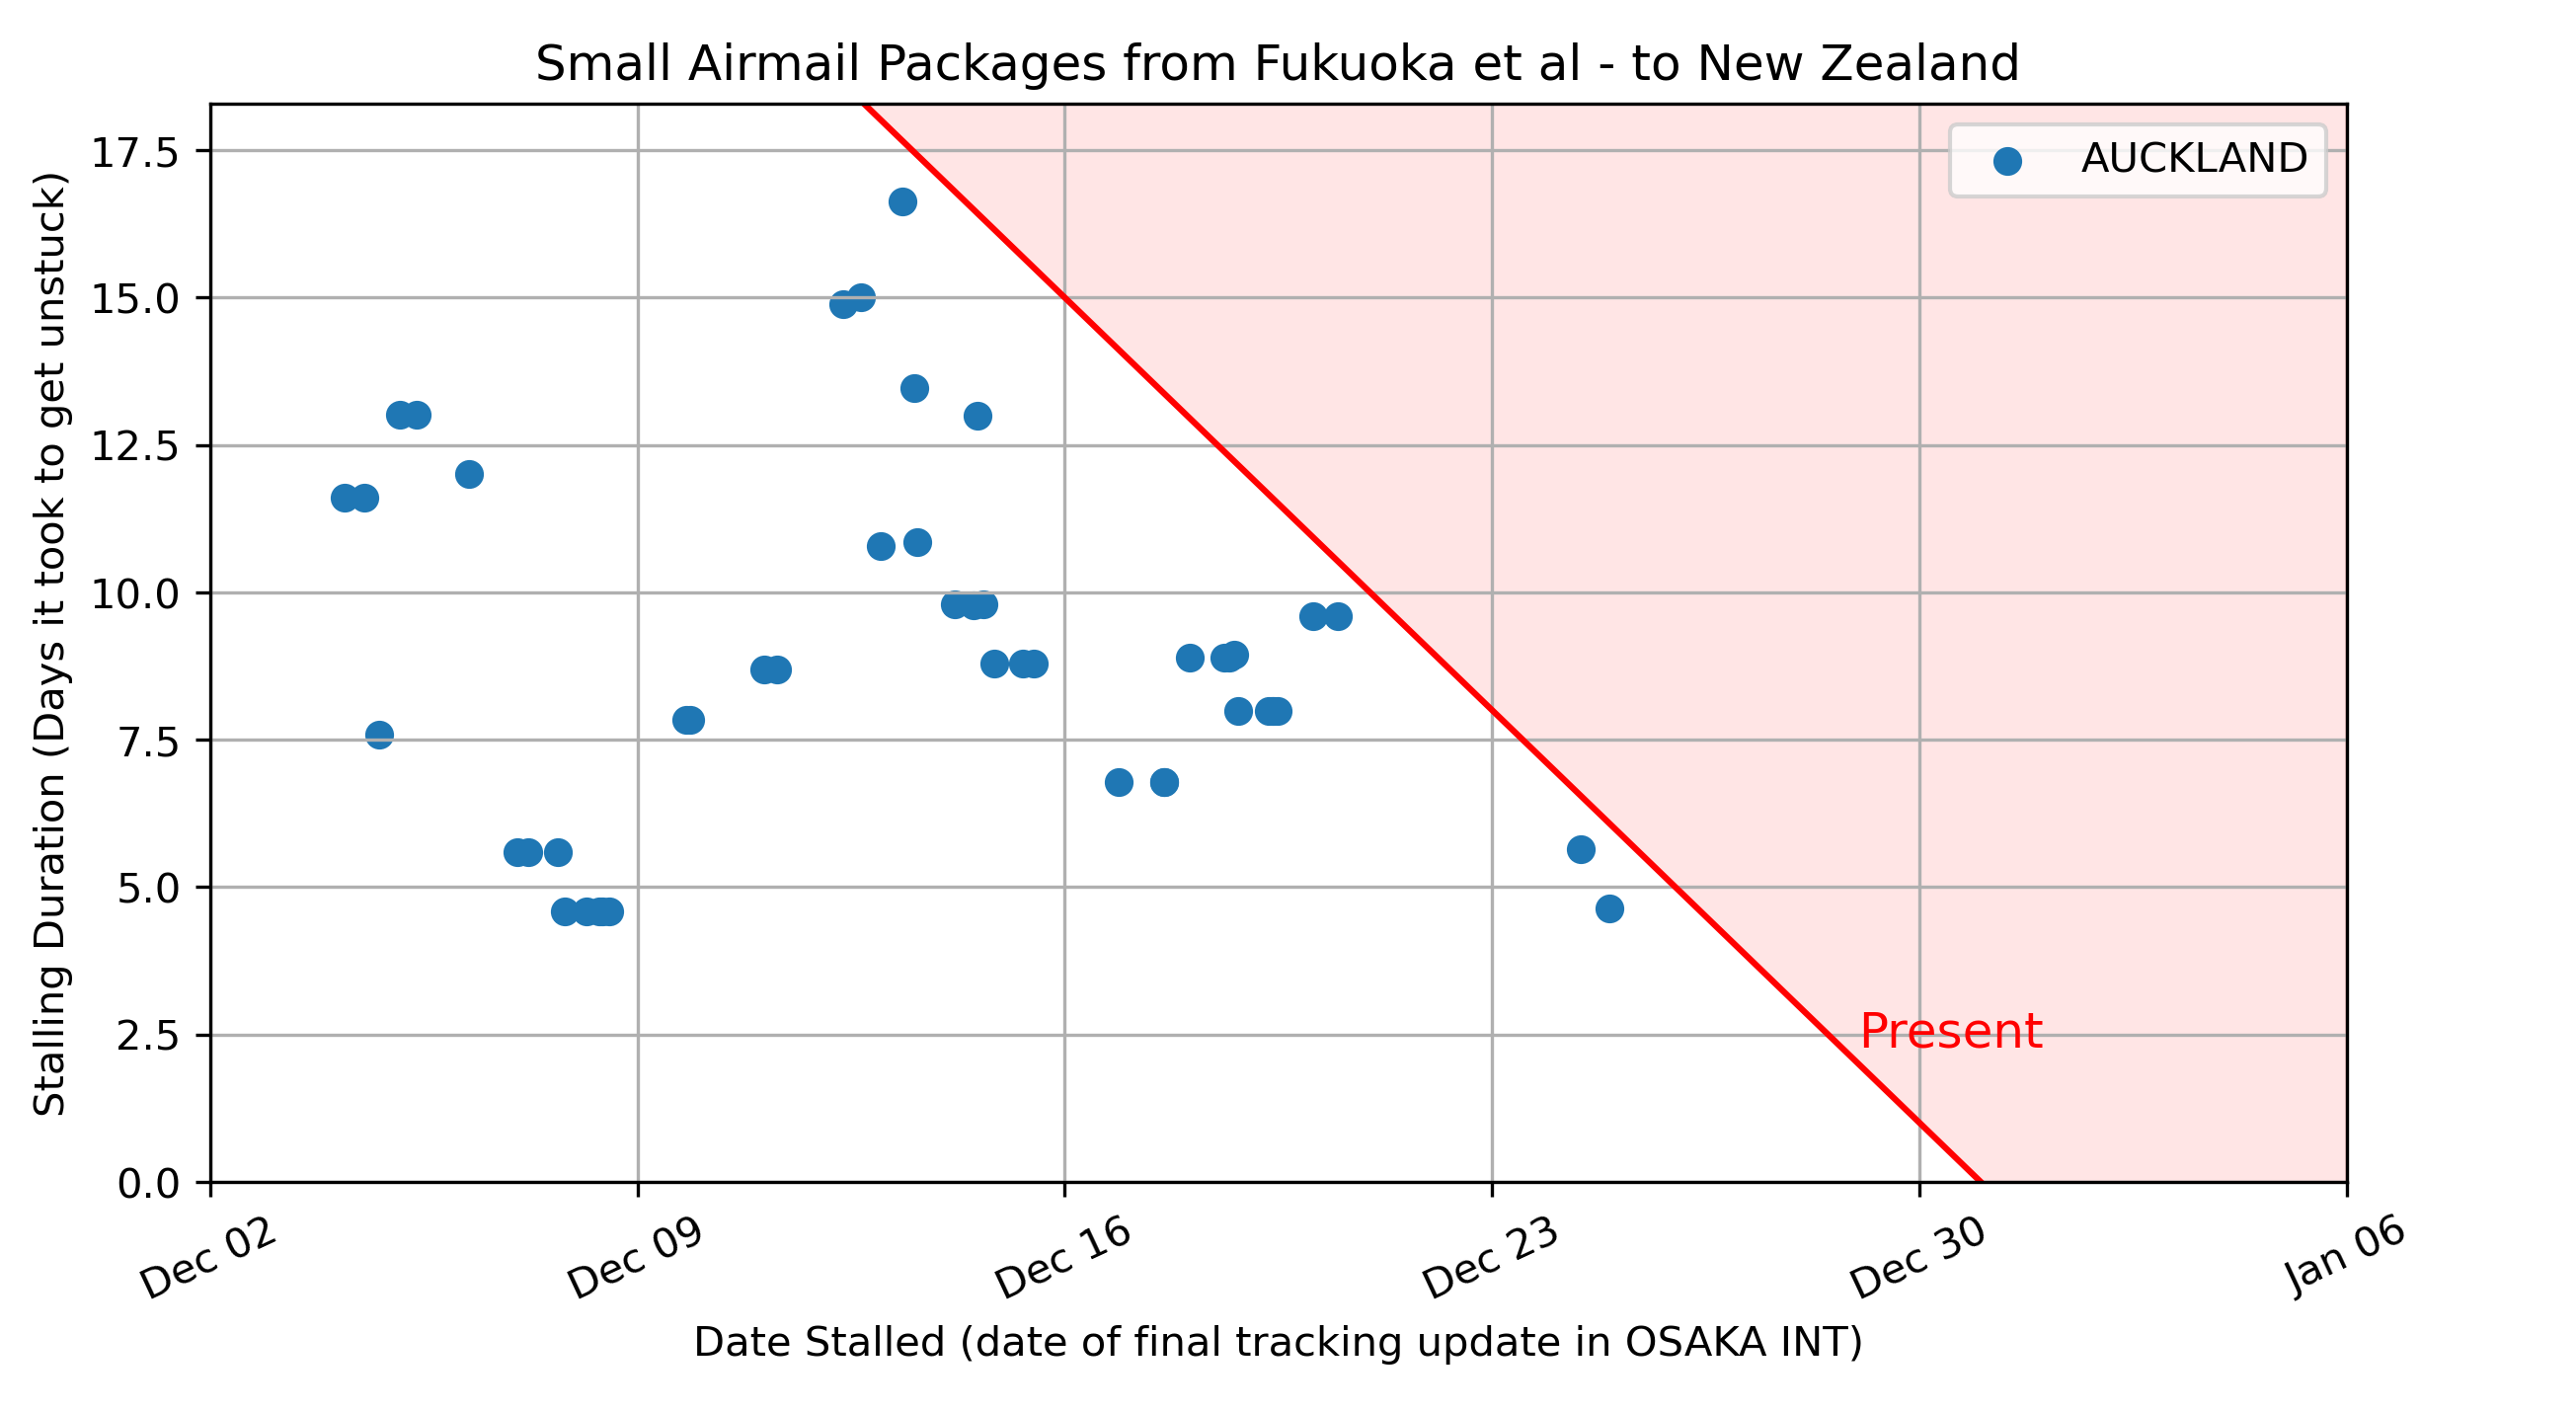 Small Airmail Packages from Fukuoka et al - to New Zealand
AUCKLAND
Stalling Duration (Days it took to get unstuck)
17.5
15.0
12.5
10.0
7.5
5.0
2.5
0.0
Present
Dec 02
Dec 09
Dec 16
Dec 23
Dec 30
Jan 06
Date Stalled (date of final tracking update in OSAKA INT)